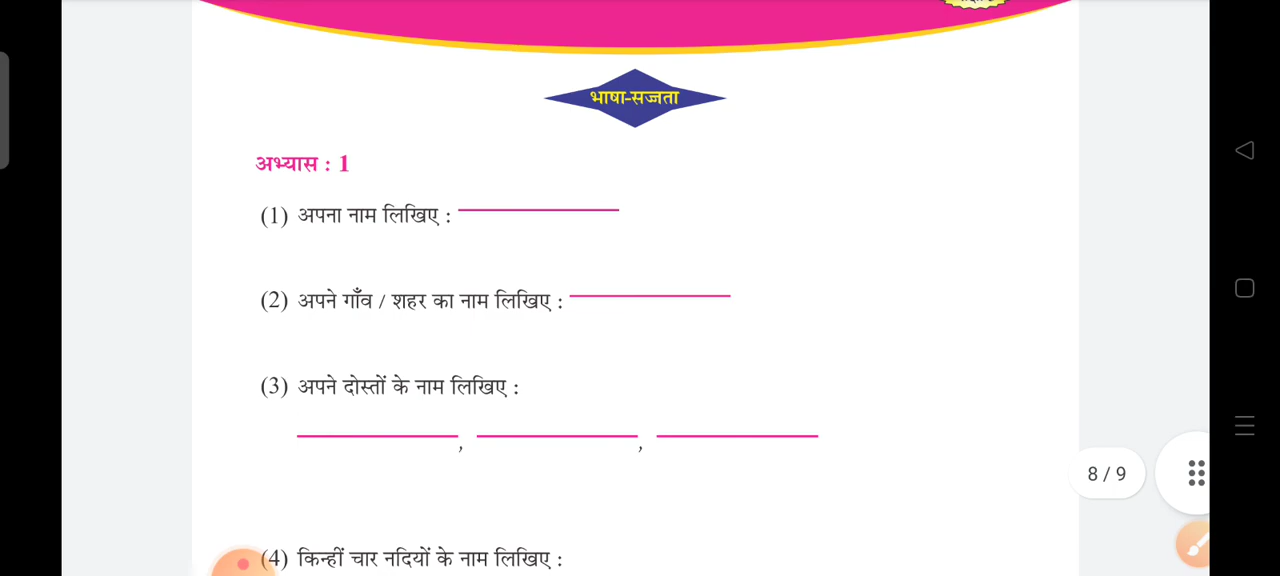 भाषा-सज्जता
अभ्यास : 1
(1) अपना नाम लिखिए :
(2) अपने गाँव / शहर का नाम लिखिए :
(3) अपने दोस्तों के नाम लिखिए :
, ,
8 / 9
(4) किन्हीं चार नदियों के नाम लिखिए :